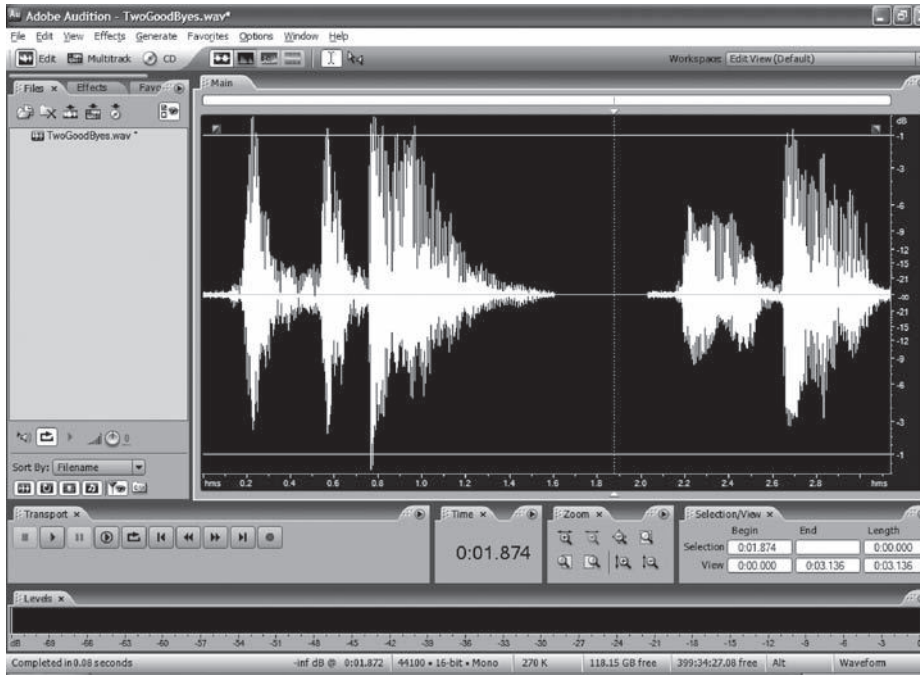 Adobe Audition - TwoGoodByes.wav*
File Edit View Effects Generate Favorites Options Window Help
Edit Multitrack CD Workspace: Edit View (Default)
Files x Effects Favo Main
TwoGoodByes.wav *
dB
-1
-3
-6
-9
-12
-15
-21
-∞
-21
-15
-12
-9
-6
-3
-1
Sort By: Filename
hms 0.2 0.4 0.6 0.8 1.0 1.2 1.4 1.6 1.8 2.0 2.2 2.4 2.6 2.8 hms
Transport x Time x Zoom x Selection/View x
Begin End Length
Selection 0:01.874 0:00.000
View 0:00.000 0:03.136 0:03.136
0:01.874
Levels x
dB -69 -66 -63 -60 -57 -54 -51 -48 -45 -42 -39 -36 -33 -30 -27 -24 -21 -18 -15 -12 -9 -6 -3 0
Completed in 0.08 seconds -inf dB @ 0:01.872 44100 • 16-bit • Mono 270 K 118.15 GB free 399:34:27.08 free Alt Waveform